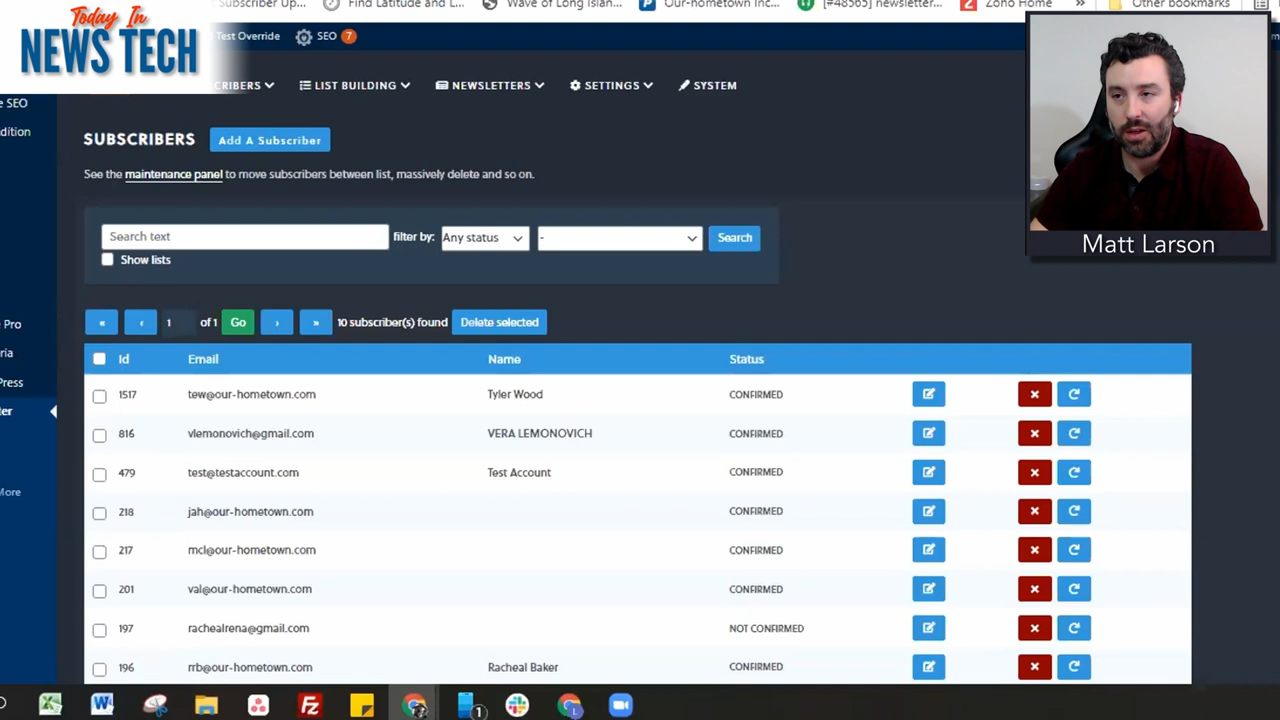 Today In
NEWS TECH
Subscriber Up...
Find Latitude and L...
Wave of Long Islan...
Our-hometown Inc...
[#48565] newsletter...
Zoho Home
»
Other bookmarks
Test Override
SEO 7
LIST BUILDING
NEWSLETTERS
SETTINGS
SYSTEM
SEO
Pro
Press
More
SUBSCRIBERS
Add A Subscriber
See the maintenance panel to move subscribers between list, massively delete and so on.
Search text
filter by:
Any status
-
Search
Show lists
« ‹ 1 of 1 Go › » 10 subscriber(s) found Delete selected
Id Email Name Status
1517 tew@our-hometown.com Tyler Wood CONFIRMED
816 vlemonovich@gmail.com VERA LEMONOVICH CONFIRMED
479 test@testaccount.com Test Account CONFIRMED
218 jah@our-hometown.com CONFIRMED
217 mcl@our-hometown.com CONFIRMED
201 val@our-hometown.com CONFIRMED
197 rachealrena@gmail.com NOT CONFIRMED
196 rrb@our-hometown.com Racheal Baker CONFIRMED
Matt Larson
1